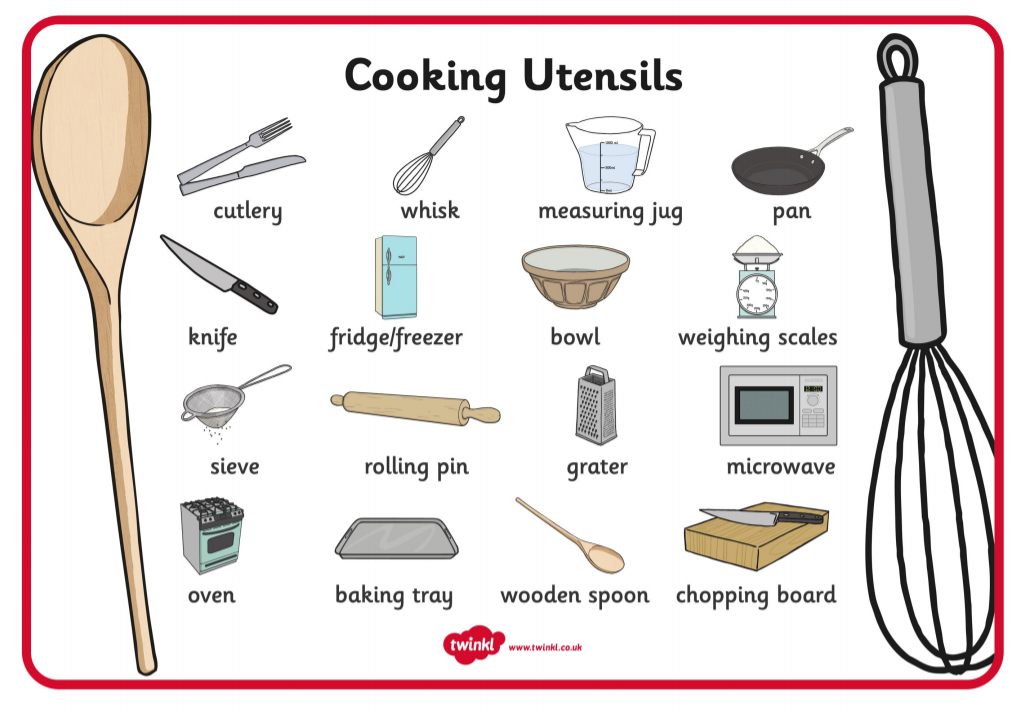 Cooking Utensils
cutlery
whisk
measuring jug
pan
knife
fridge/freezer
bowl
weighing scales
sieve
rolling pin
grater
microwave
oven
baking tray
wooden spoon
chopping board
twinkl
www.twinkl.co.uk